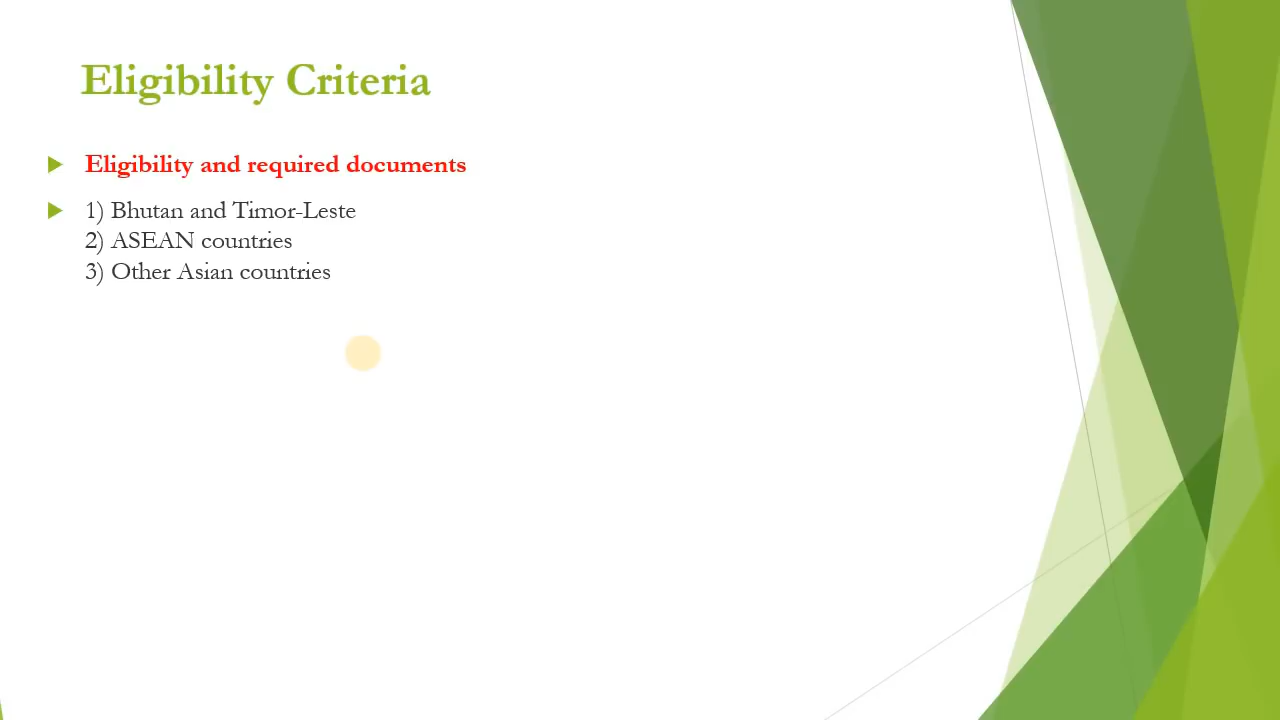 Eligibility Criteria
Eligibility and required documents
1) Bhutan and Timor-Leste
2) ASEAN countries
3) Other Asian countries